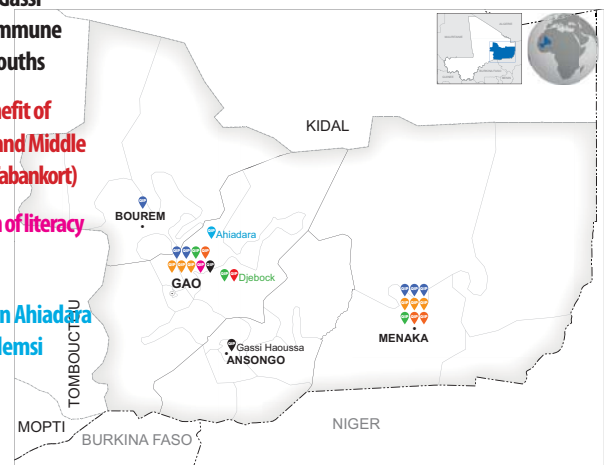 Gassi
mmune
ouths
nefit of
and Middle
abankort)
n of literacy
n Ahiadara
lemsi
KIDAL
BOUREM
Ahiadara
Djebock
GAO
Gassi Haoussa
ANSONGO
MENAKA
TOMBOUCTOU
MOPTI
BURKINA FASO
NIGER